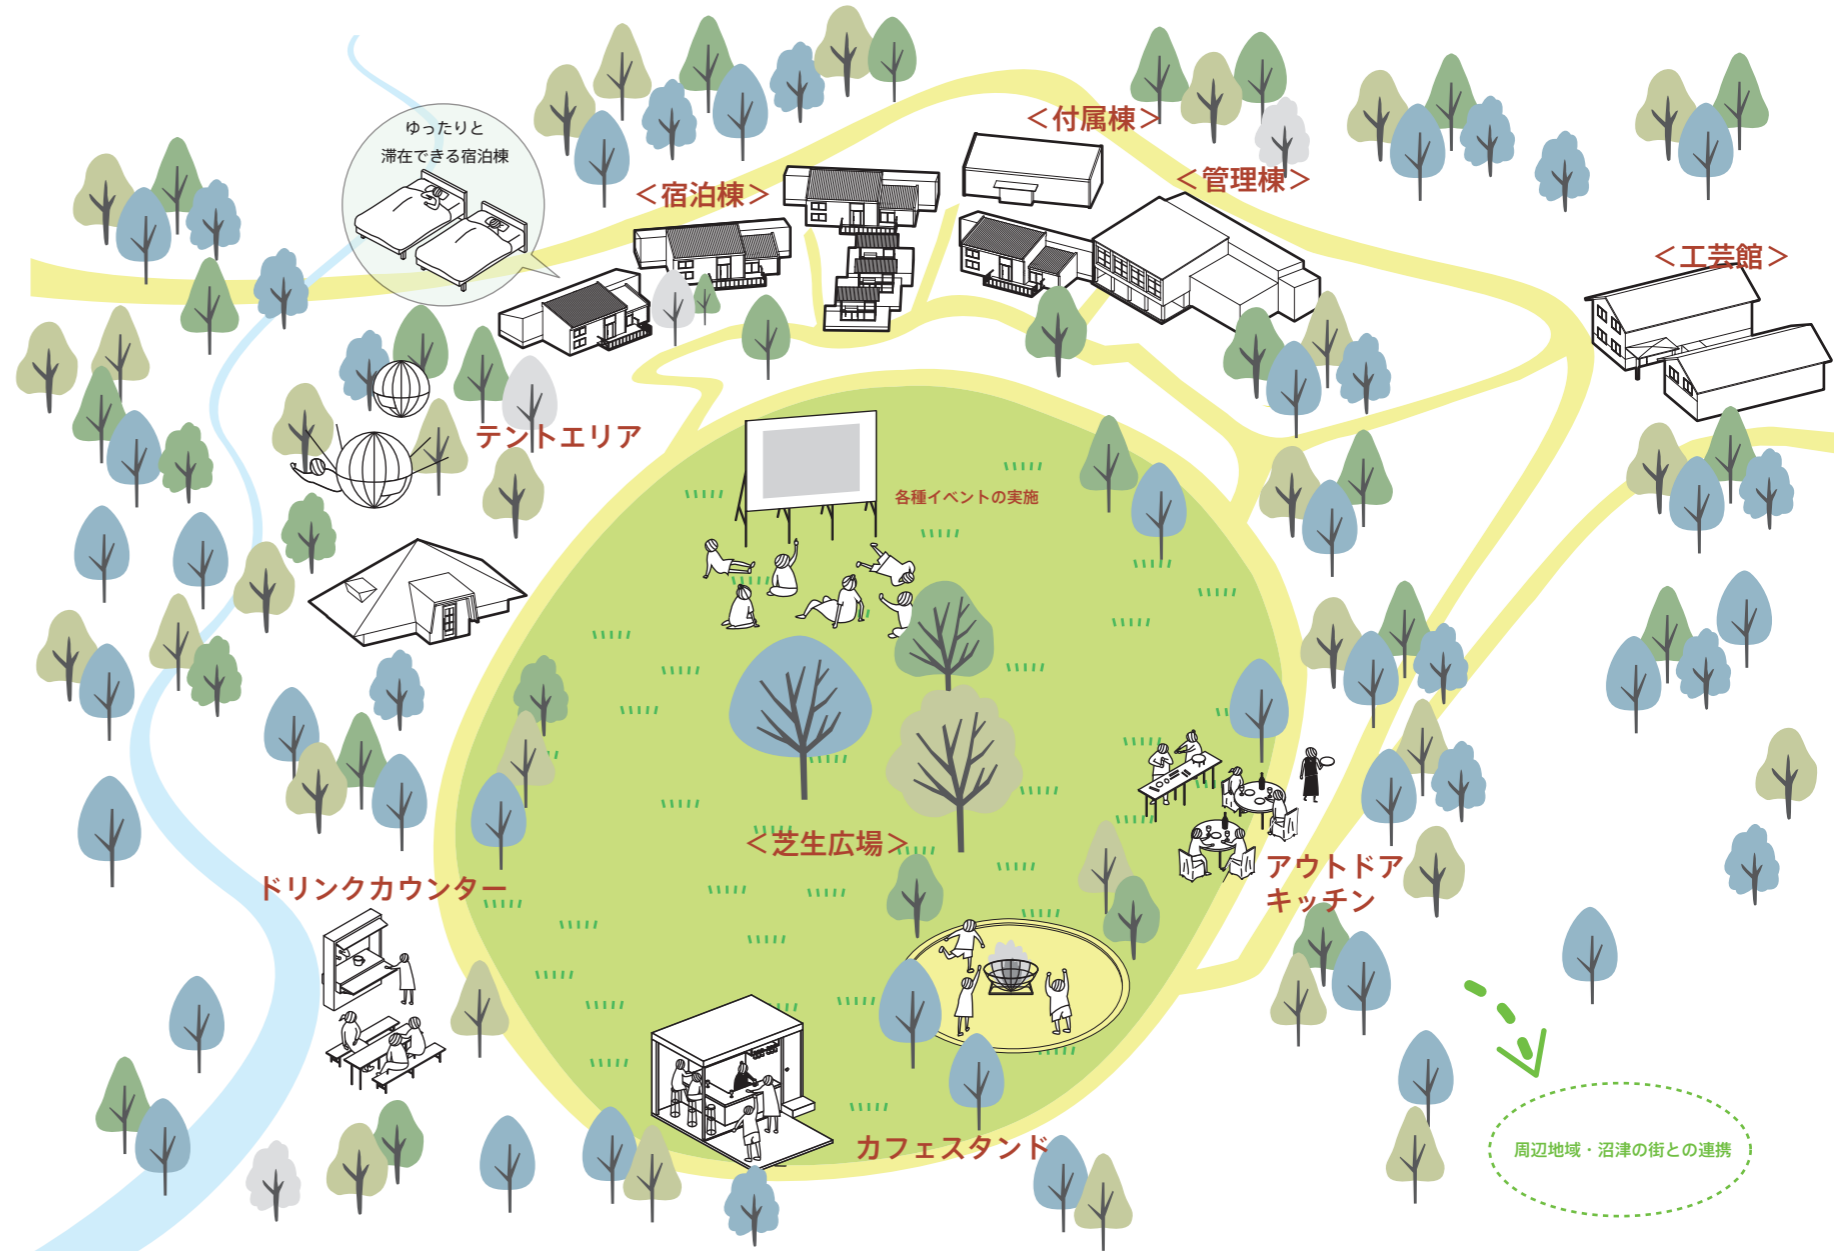 ＜付属棟＞
ゆったりと
滞在できる宿泊棟
＜管理棟＞
＜宿泊棟＞
＜工芸館＞
テントエリア
各種イベントの実施
＜芝生広場＞
アウトドア
キッチン
ドリンクカウンター
カフェスタンド
周辺地域・沼津の街との連携